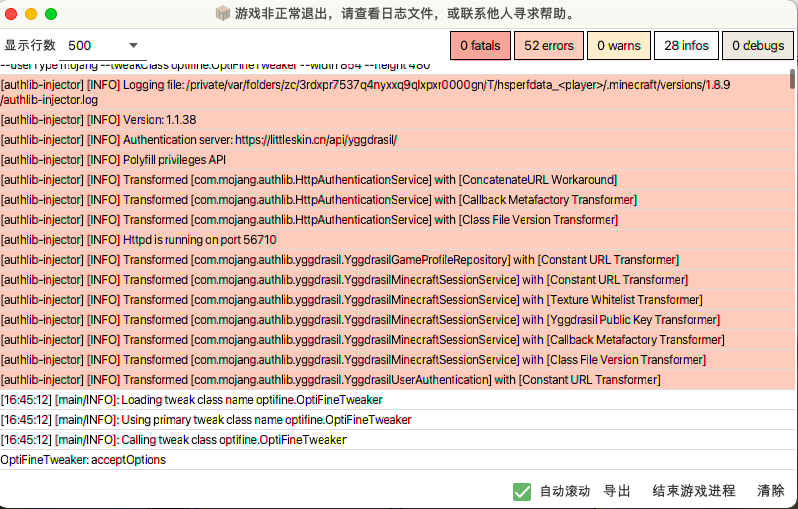 📦 游戏非正常退出，请查看日志文件，或联系他人寻求帮助。
显示行数 500 0 fatals 52 errors 0 warns 28 infos 0 debugs
--userType mojang --tweakClass optifine.OptiFineTweaker --width 854 --height 480
[authlib-injector] [INFO] Logging file: /private/var/folders/zc/3rdxpr7537q4nyxxq9qlxpxr0000gn/T/hsperfdata_<player>/.minecraft/versions/1.8.9
/authlib-injector.log
[authlib-injector] [INFO] Version: 1.1.38
[authlib-injector] [INFO] Authentication server: https://littleskin.cn/api/yggdrasil/
[authlib-injector] [INFO] Polyfill privileges API
[authlib-injector] [INFO] Transformed [com.mojang.authlib.HttpAuthenticationService] with [ConcatenateURL Workaround]
[authlib-injector] [INFO] Transformed [com.mojang.authlib.HttpAuthenticationService] with [Callback Metafactory Transformer]
[authlib-injector] [INFO] Transformed [com.mojang.authlib.HttpAuthenticationService] with [Class File Version Transformer]
[authlib-injector] [INFO] Httpd is running on port 56710
[authlib-injector] [INFO] Transformed [com.mojang.authlib.yggdrasil.YggdrasilGameProfileRepository] with [Constant URL Transformer]
[authlib-injector] [INFO] Transformed [com.mojang.authlib.yggdrasil.YggdrasilMinecraftSessionService] with [Constant URL Transformer]
[authlib-injector] [INFO] Transformed [com.mojang.authlib.yggdrasil.YggdrasilMinecraftSessionService] with [Texture Whitelist Transformer]
[authlib-injector] [INFO] Transformed [com.mojang.authlib.yggdrasil.YggdrasilMinecraftSessionService] with [Yggdrasil Public Key Transformer]
[authlib-injector] [INFO] Transformed [com.mojang.authlib.yggdrasil.YggdrasilMinecraftSessionService] with [Callback Metafactory Transformer]
[authlib-injector] [INFO] Transformed [com.mojang.authlib.yggdrasil.YggdrasilMinecraftSessionService] with [Class File Version Transformer]
[authlib-injector] [INFO] Transformed [com.mojang.authlib.yggdrasil.YggdrasilUserAuthentication] with [Constant URL Transformer]
[16:45:12] [main/INFO]: Loading tweak class name optifine.OptiFineTweaker
[16:45:12] [main/INFO]: Using primary tweak class name optifine.OptiFineTweaker
[16:45:12] [main/INFO]: Calling tweak class optifine.OptiFineTweaker
OptiFineTweaker: acceptOptions
自动滚动 导出 结束游戏进程 清除